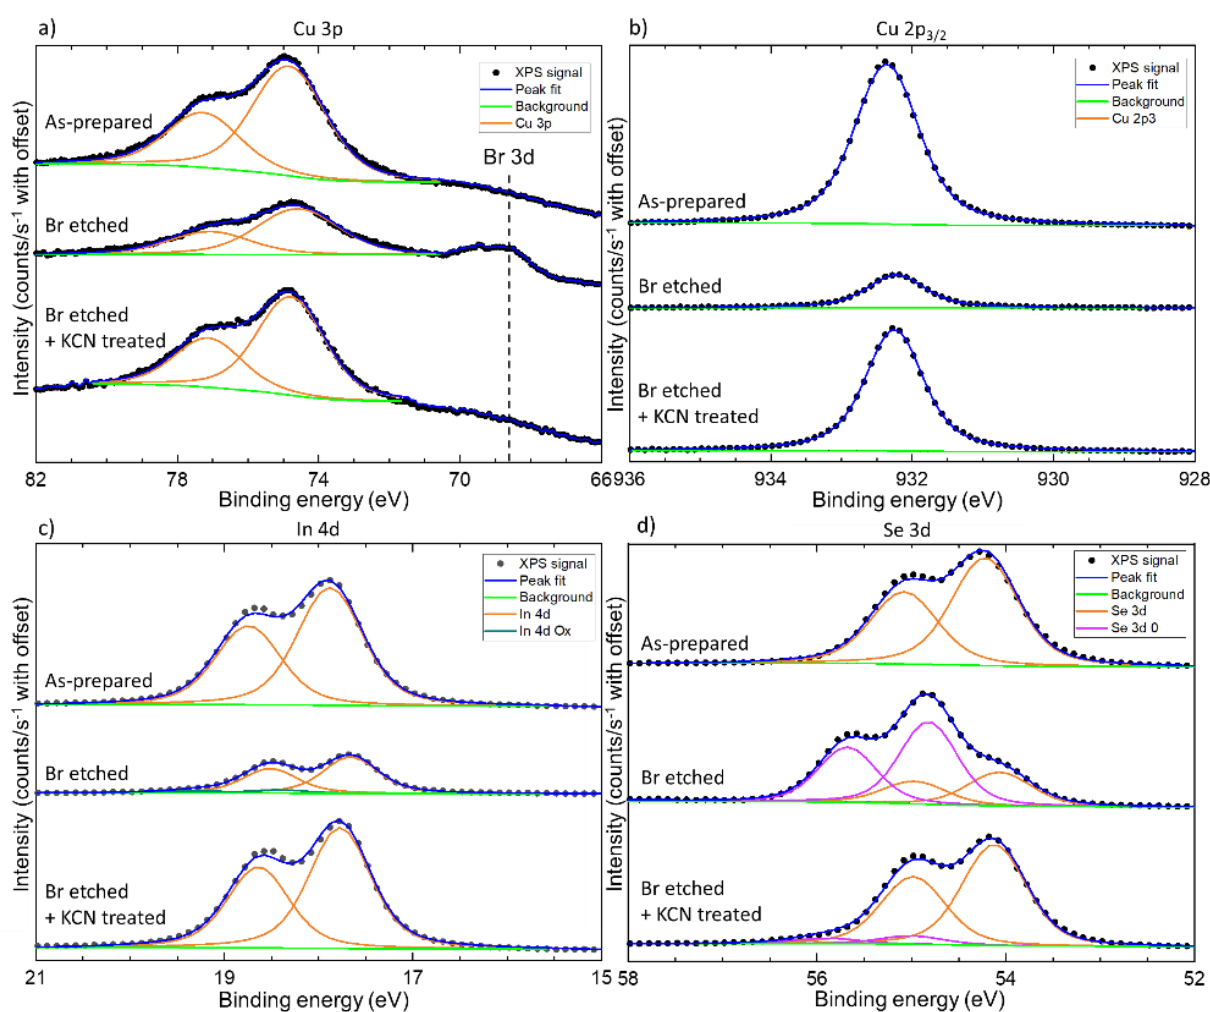 a)
Cu 3p
Intensity (counts/s⁻¹ with offset)
As-prepared
XPS signal
Peak fit
Background
Cu 3p
Br 3d
Br etched
Br etched
+ KCN treated
82 78 74 70 66
Binding energy (eV)
b)
Cu 2p₃/₂
Intensity (counts/s⁻¹ with offset)
XPS signal
Peak fit
Background
Cu 2p3
As-prepared
Br etched
Br etched
+ KCN treated
936 934 932 930 928
Binding energy (eV)
c)
In 4d
Intensity (counts/s⁻¹ with offset)
XPS signal
Peak fit
Background
In 4d
In 4d Ox
As-prepared
Br etched
Br etched
+ KCN treated
21 19 17 15
Binding energy (eV)
d)
Se 3d
Intensity (counts/s⁻¹ with offset)
XPS signal
Peak fit
Background
Se 3d
Se 3d 0
As-prepared
Br etched
Br etched
+ KCN treated
58 56 54 52
Binding energy (eV)